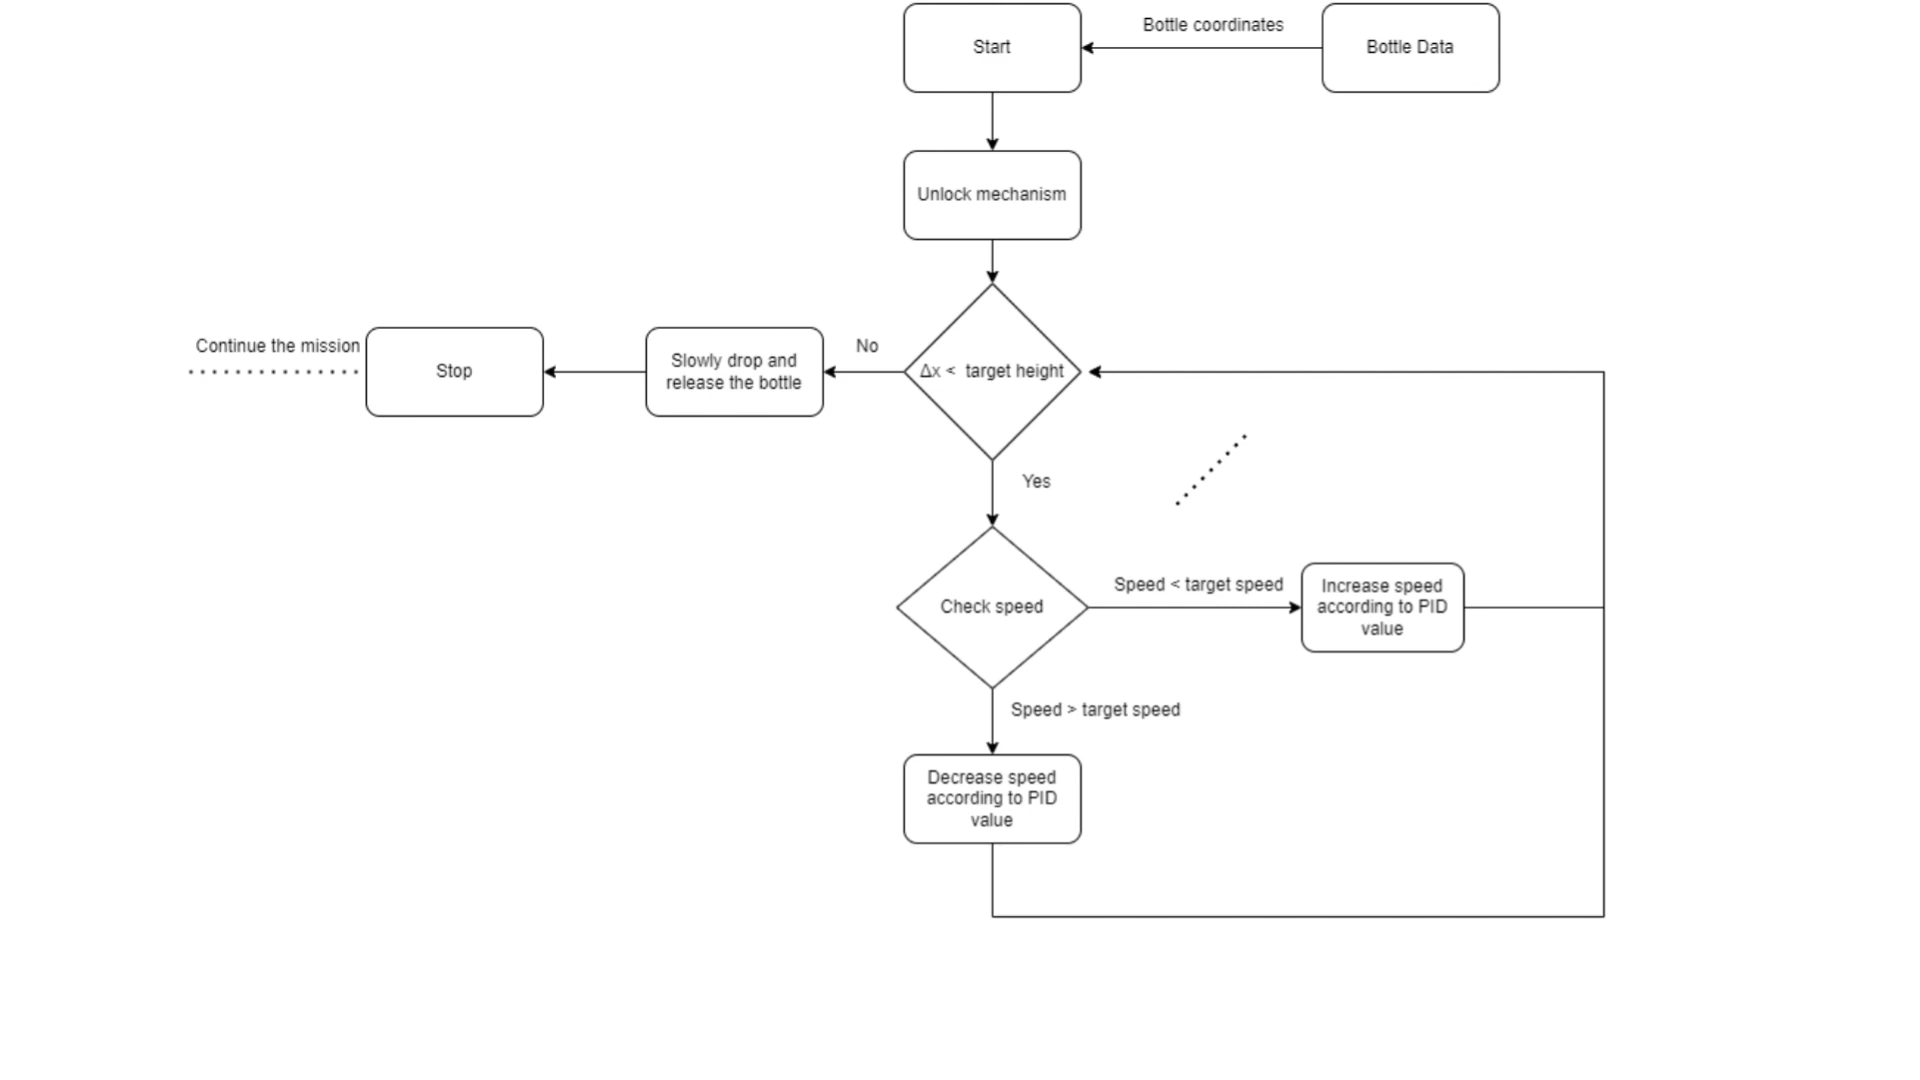 Start
Bottle coordinates
Bottle Data
Unlock mechanism
Continue the mission
Stop
Slowly drop and
release the bottle
No
Δx < target height
Yes
Check speed
Speed < target speed
Increase speed
according to PID
value
Speed > target speed
Decrease speed
according to PID
value